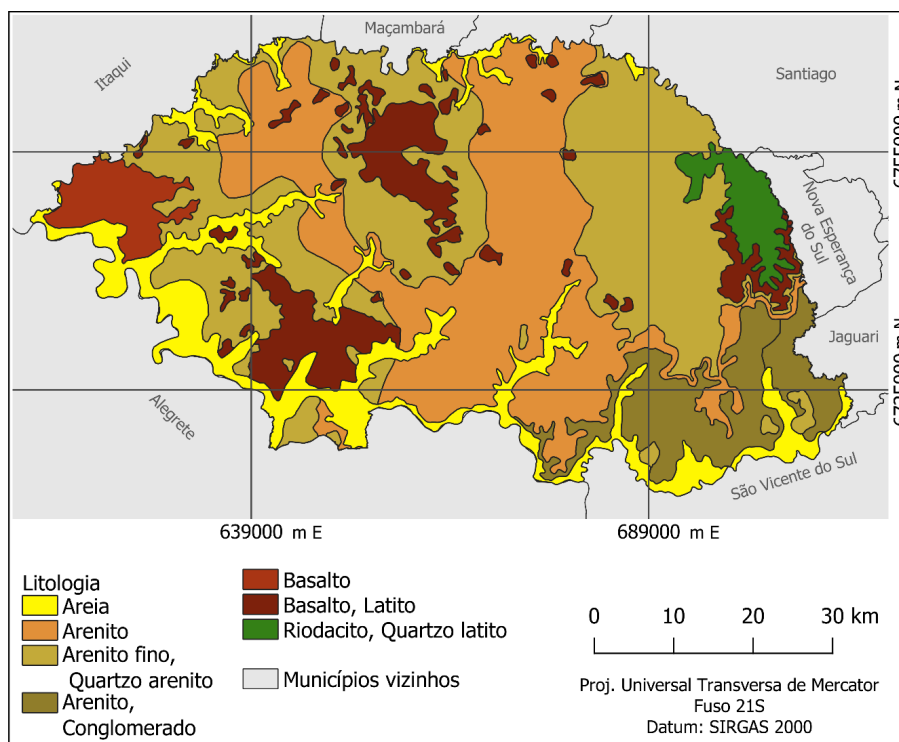 Maçambará
Itaqui
Santiago
6755000 m N
Nova Esperança
do Sul
Jaguari
6725000 m N
Alegrete
São Vicente do Sul
639000 m E
689000 m E
Litologia
Areia
Arenito
Arenito fino,
Quartzo arenito
Arenito,
Conglomerado
Basalto
Basalto, Latito
Riodacito, Quartzo latito
Municípios vizinhos
0 10 20 30 km
Proj. Universal Transversa de Mercator
Fuso 21S
Datum: SIRGAS 2000